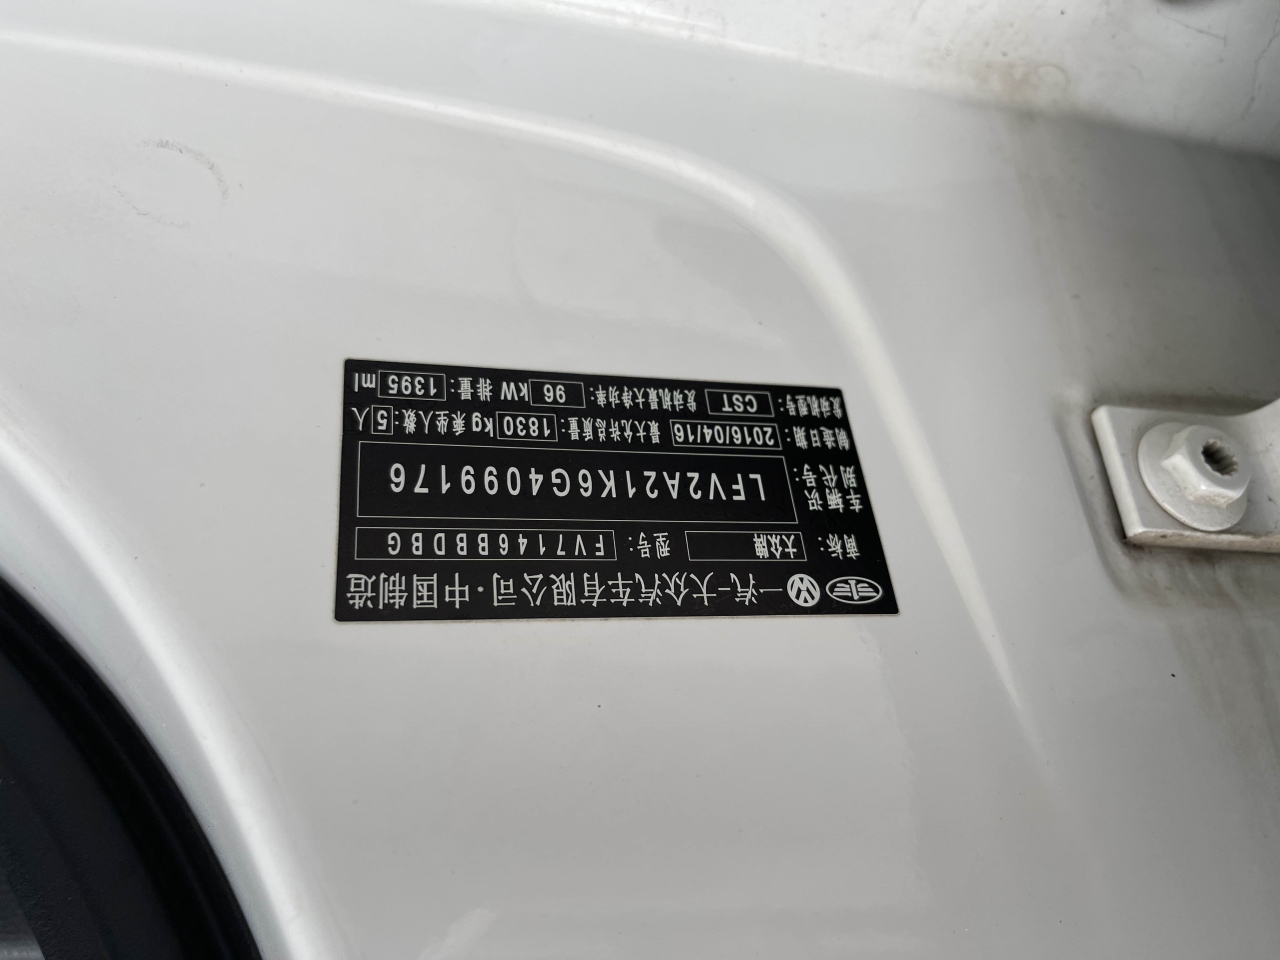 一汽-大众汽车有限公司·中国制造
商标: 大众牌 型号: FV7146BBDBG
车辆识别代号: LFV2A21K6G4099176
制造日期: 2016/04/16 最大允许总质量: 1830 kg 乘坐人数: 5 人
发动机型号: CST 发动机最大净功率: 96 kW 排量: 1395 ml